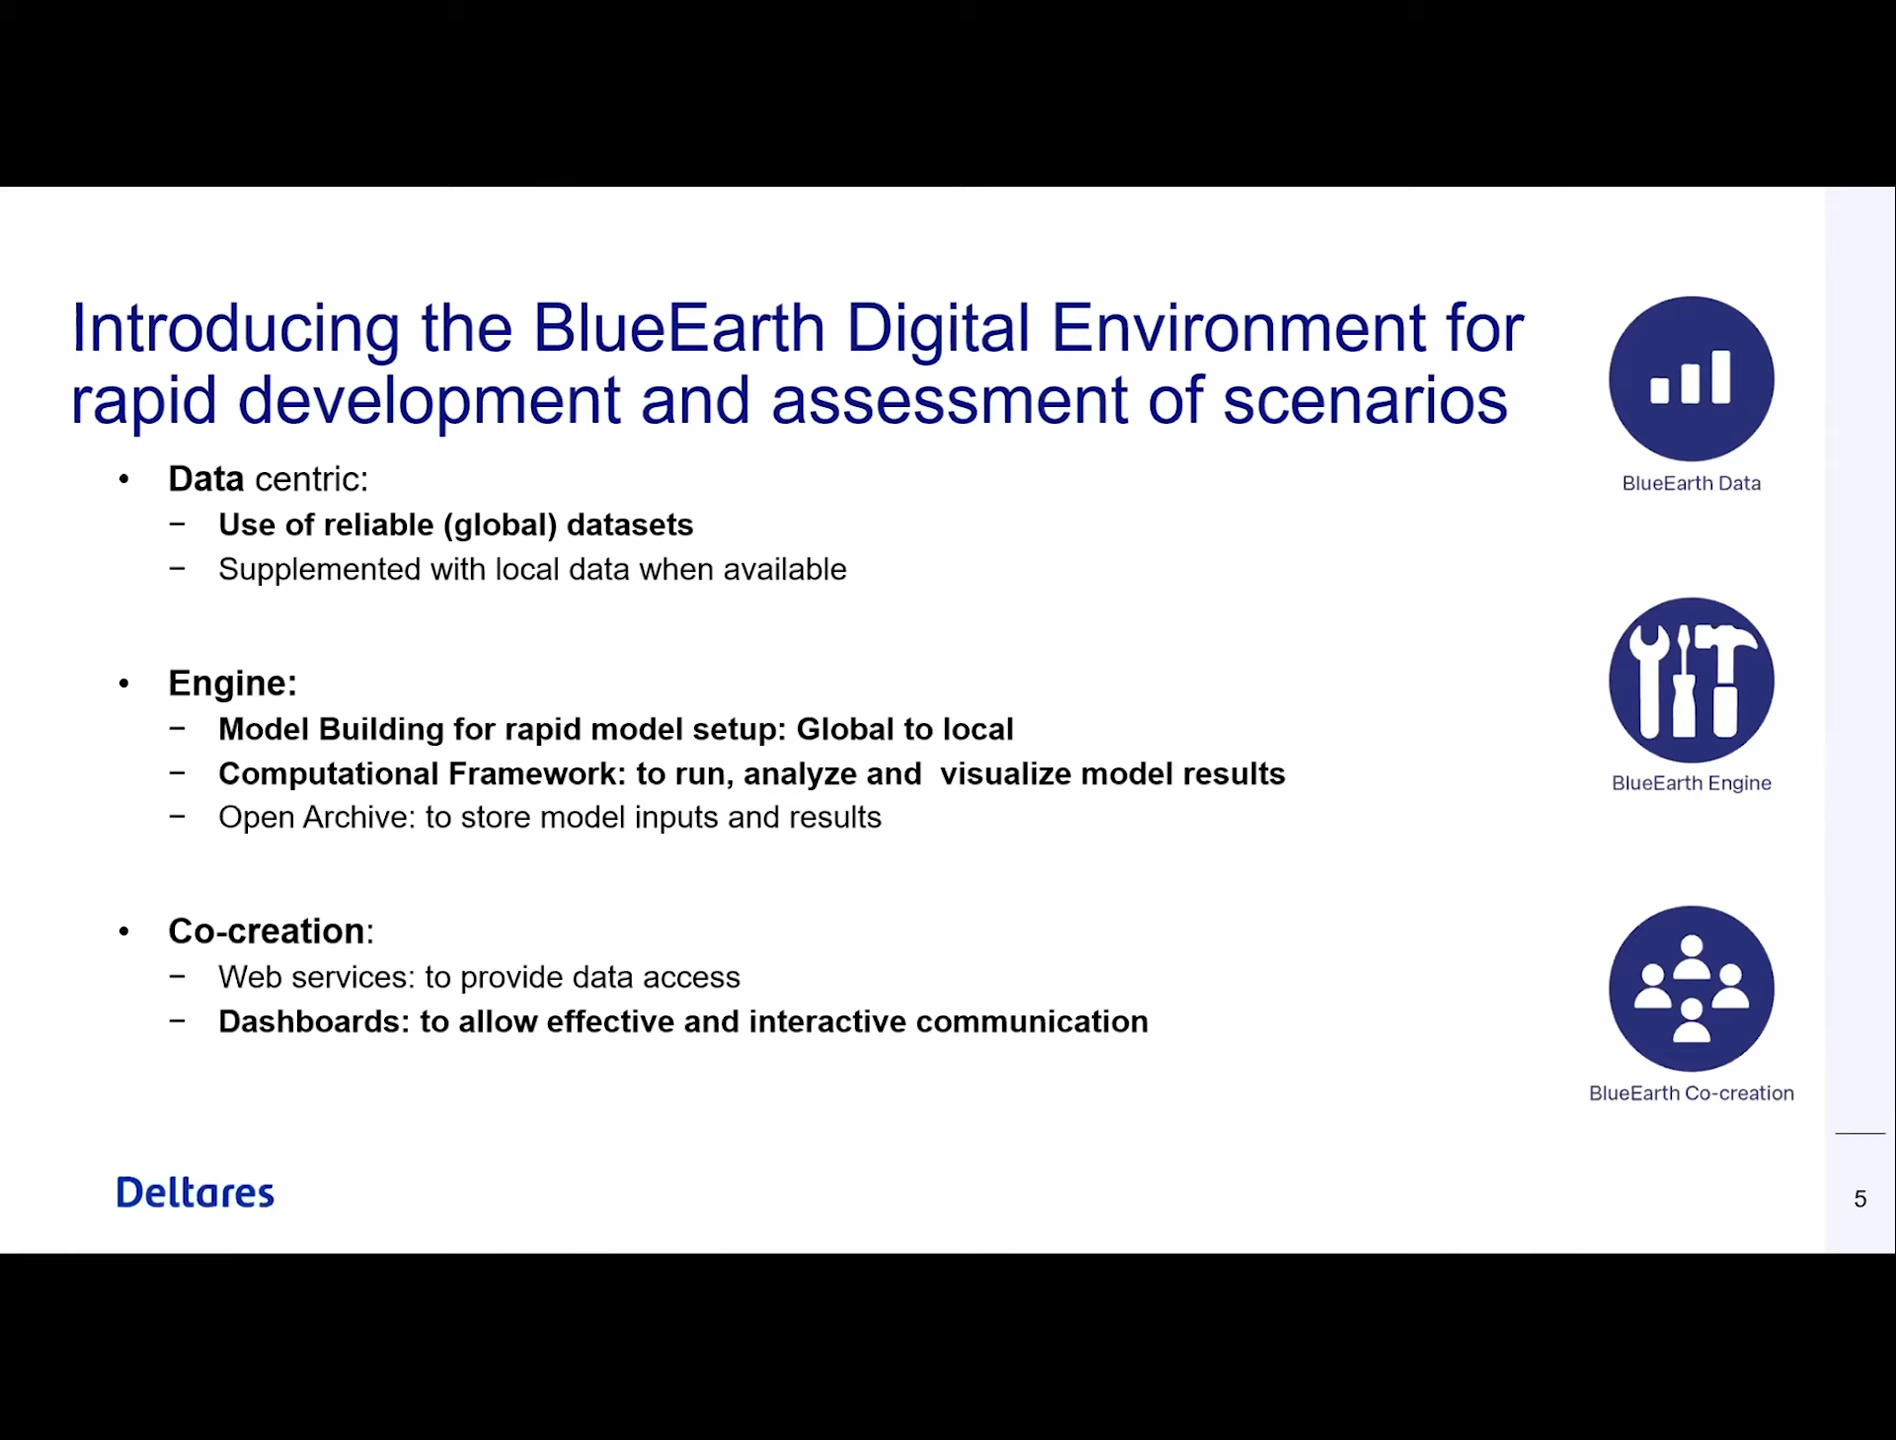 Introducing the BlueEarth Digital Environment for
rapid development and assessment of scenarios
• Data centric:
− Use of reliable (global) datasets
− Supplemented with local data when available
• Engine:
− Model Building for rapid model setup: Global to local
− Computational Framework: to run, analyze and  visualize model results
− Open Archive: to store model inputs and results
• Co-creation:
− Web services: to provide data access
− Dashboards: to allow effective and interactive communication
BlueEarth Data
BlueEarth Engine
BlueEarth Co-creation
Deltares
5